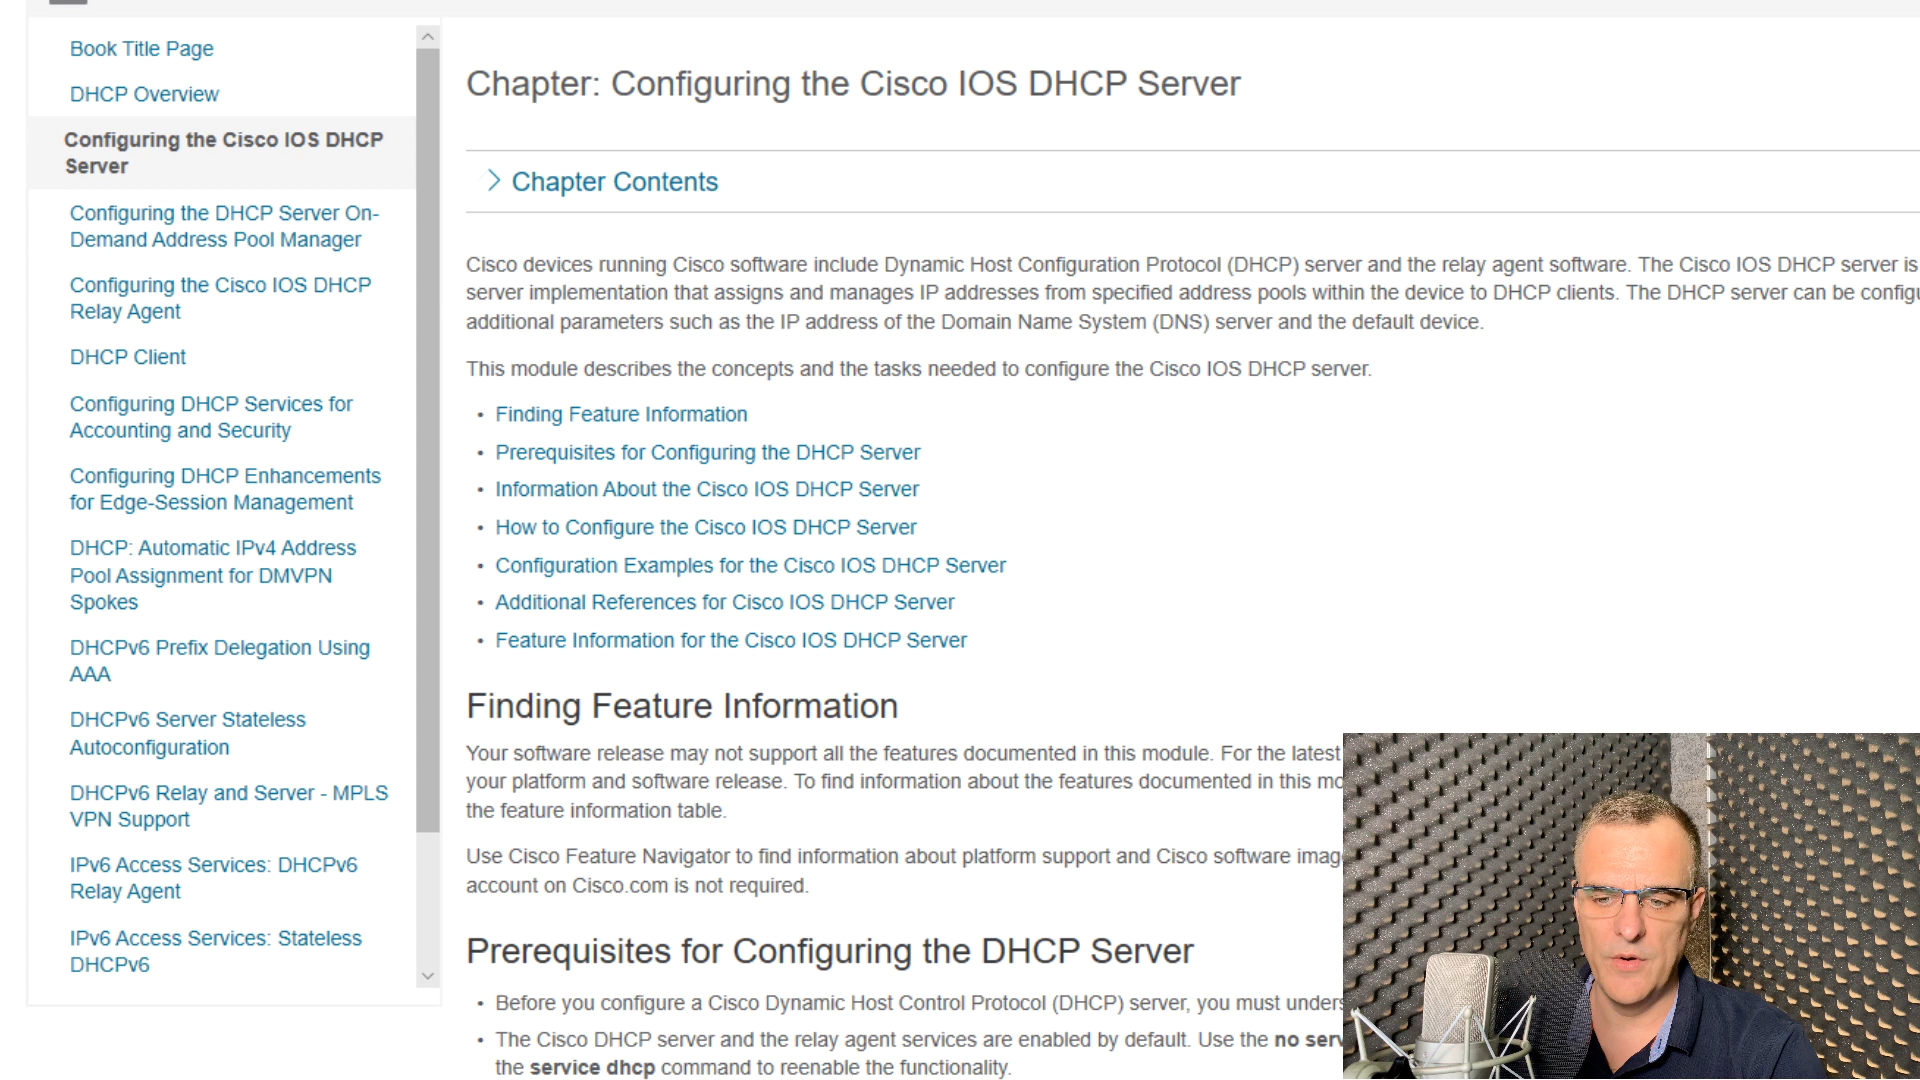 Book Title Page
DHCP Overview
Configuring the Cisco IOS DHCP
Server
Configuring the DHCP Server On-
Demand Address Pool Manager
Configuring the Cisco IOS DHCP
Relay Agent
DHCP Client
Configuring DHCP Services for
Accounting and Security
Configuring DHCP Enhancements
for Edge-Session Management
DHCP: Automatic IPv4 Address
Pool Assignment for DMVPN
Spokes
DHCPv6 Prefix Delegation Using
AAA
DHCPv6 Server Stateless
Autoconfiguration
DHCPv6 Relay and Server - MPLS
VPN Support
IPv6 Access Services: DHCPv6
Relay Agent
IPv6 Access Services: Stateless
DHCPv6
Chapter: Configuring the Cisco IOS DHCP Server
Chapter Contents
Cisco devices running Cisco software include Dynamic Host Configuration Protocol (DHCP) server and the relay agent software. The Cisco IOS DHCP server is
server implementation that assigns and manages IP addresses from specified address pools within the device to DHCP clients. The DHCP server can be configu
additional parameters such as the IP address of the Domain Name System (DNS) server and the default device.
This module describes the concepts and the tasks needed to configure the Cisco IOS DHCP server.
• Finding Feature Information
• Prerequisites for Configuring the DHCP Server
• Information About the Cisco IOS DHCP Server
• How to Configure the Cisco IOS DHCP Server
• Configuration Examples for the Cisco IOS DHCP Server
• Additional References for Cisco IOS DHCP Server
• Feature Information for the Cisco IOS DHCP Server
Finding Feature Information
Your software release may not support all the features documented in this module. For the latest
your platform and software release. To find information about the features documented in this mo
the feature information table.
Use Cisco Feature Navigator to find information about platform support and Cisco software imag
account on Cisco.com is not required.
Prerequisites for Configuring the DHCP Server
• Before you configure a Cisco Dynamic Host Control Protocol (DHCP) server, you must unders
• The Cisco DHCP server and the relay agent services are enabled by default. Use the no serv
the service dhcp command to reenable the functionality.